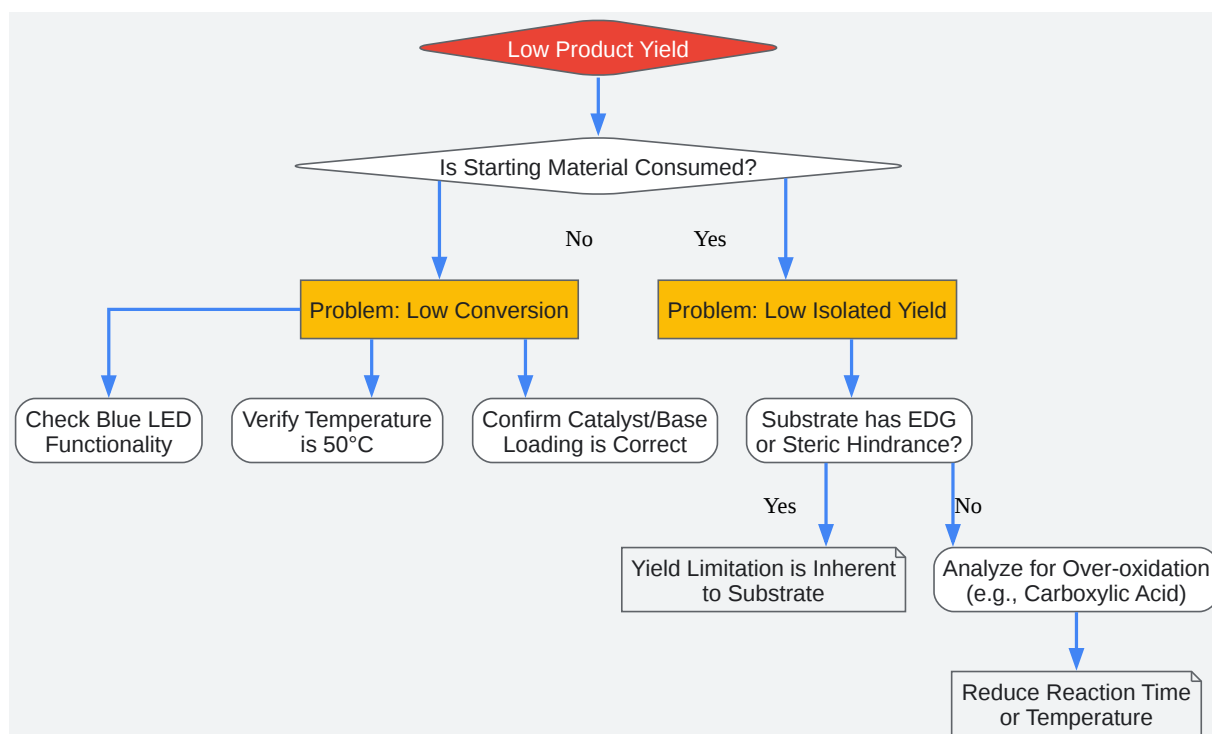 Low Product Yield
Is Starting Material Consumed?
No
Yes
Problem: Low Conversion
Problem: Low Isolated Yield
Check Blue LED
Functionality
Verify Temperature
is 50°C
Confirm Catalyst/Base
Loading is Correct
Substrate has EDG
or Steric Hindrance?
Yes
No
Yield Limitation is Inherent
to Substrate
Analyze for Over-oxidation
(e.g., Carboxylic Acid)
Reduce Reaction Time
or Temperature